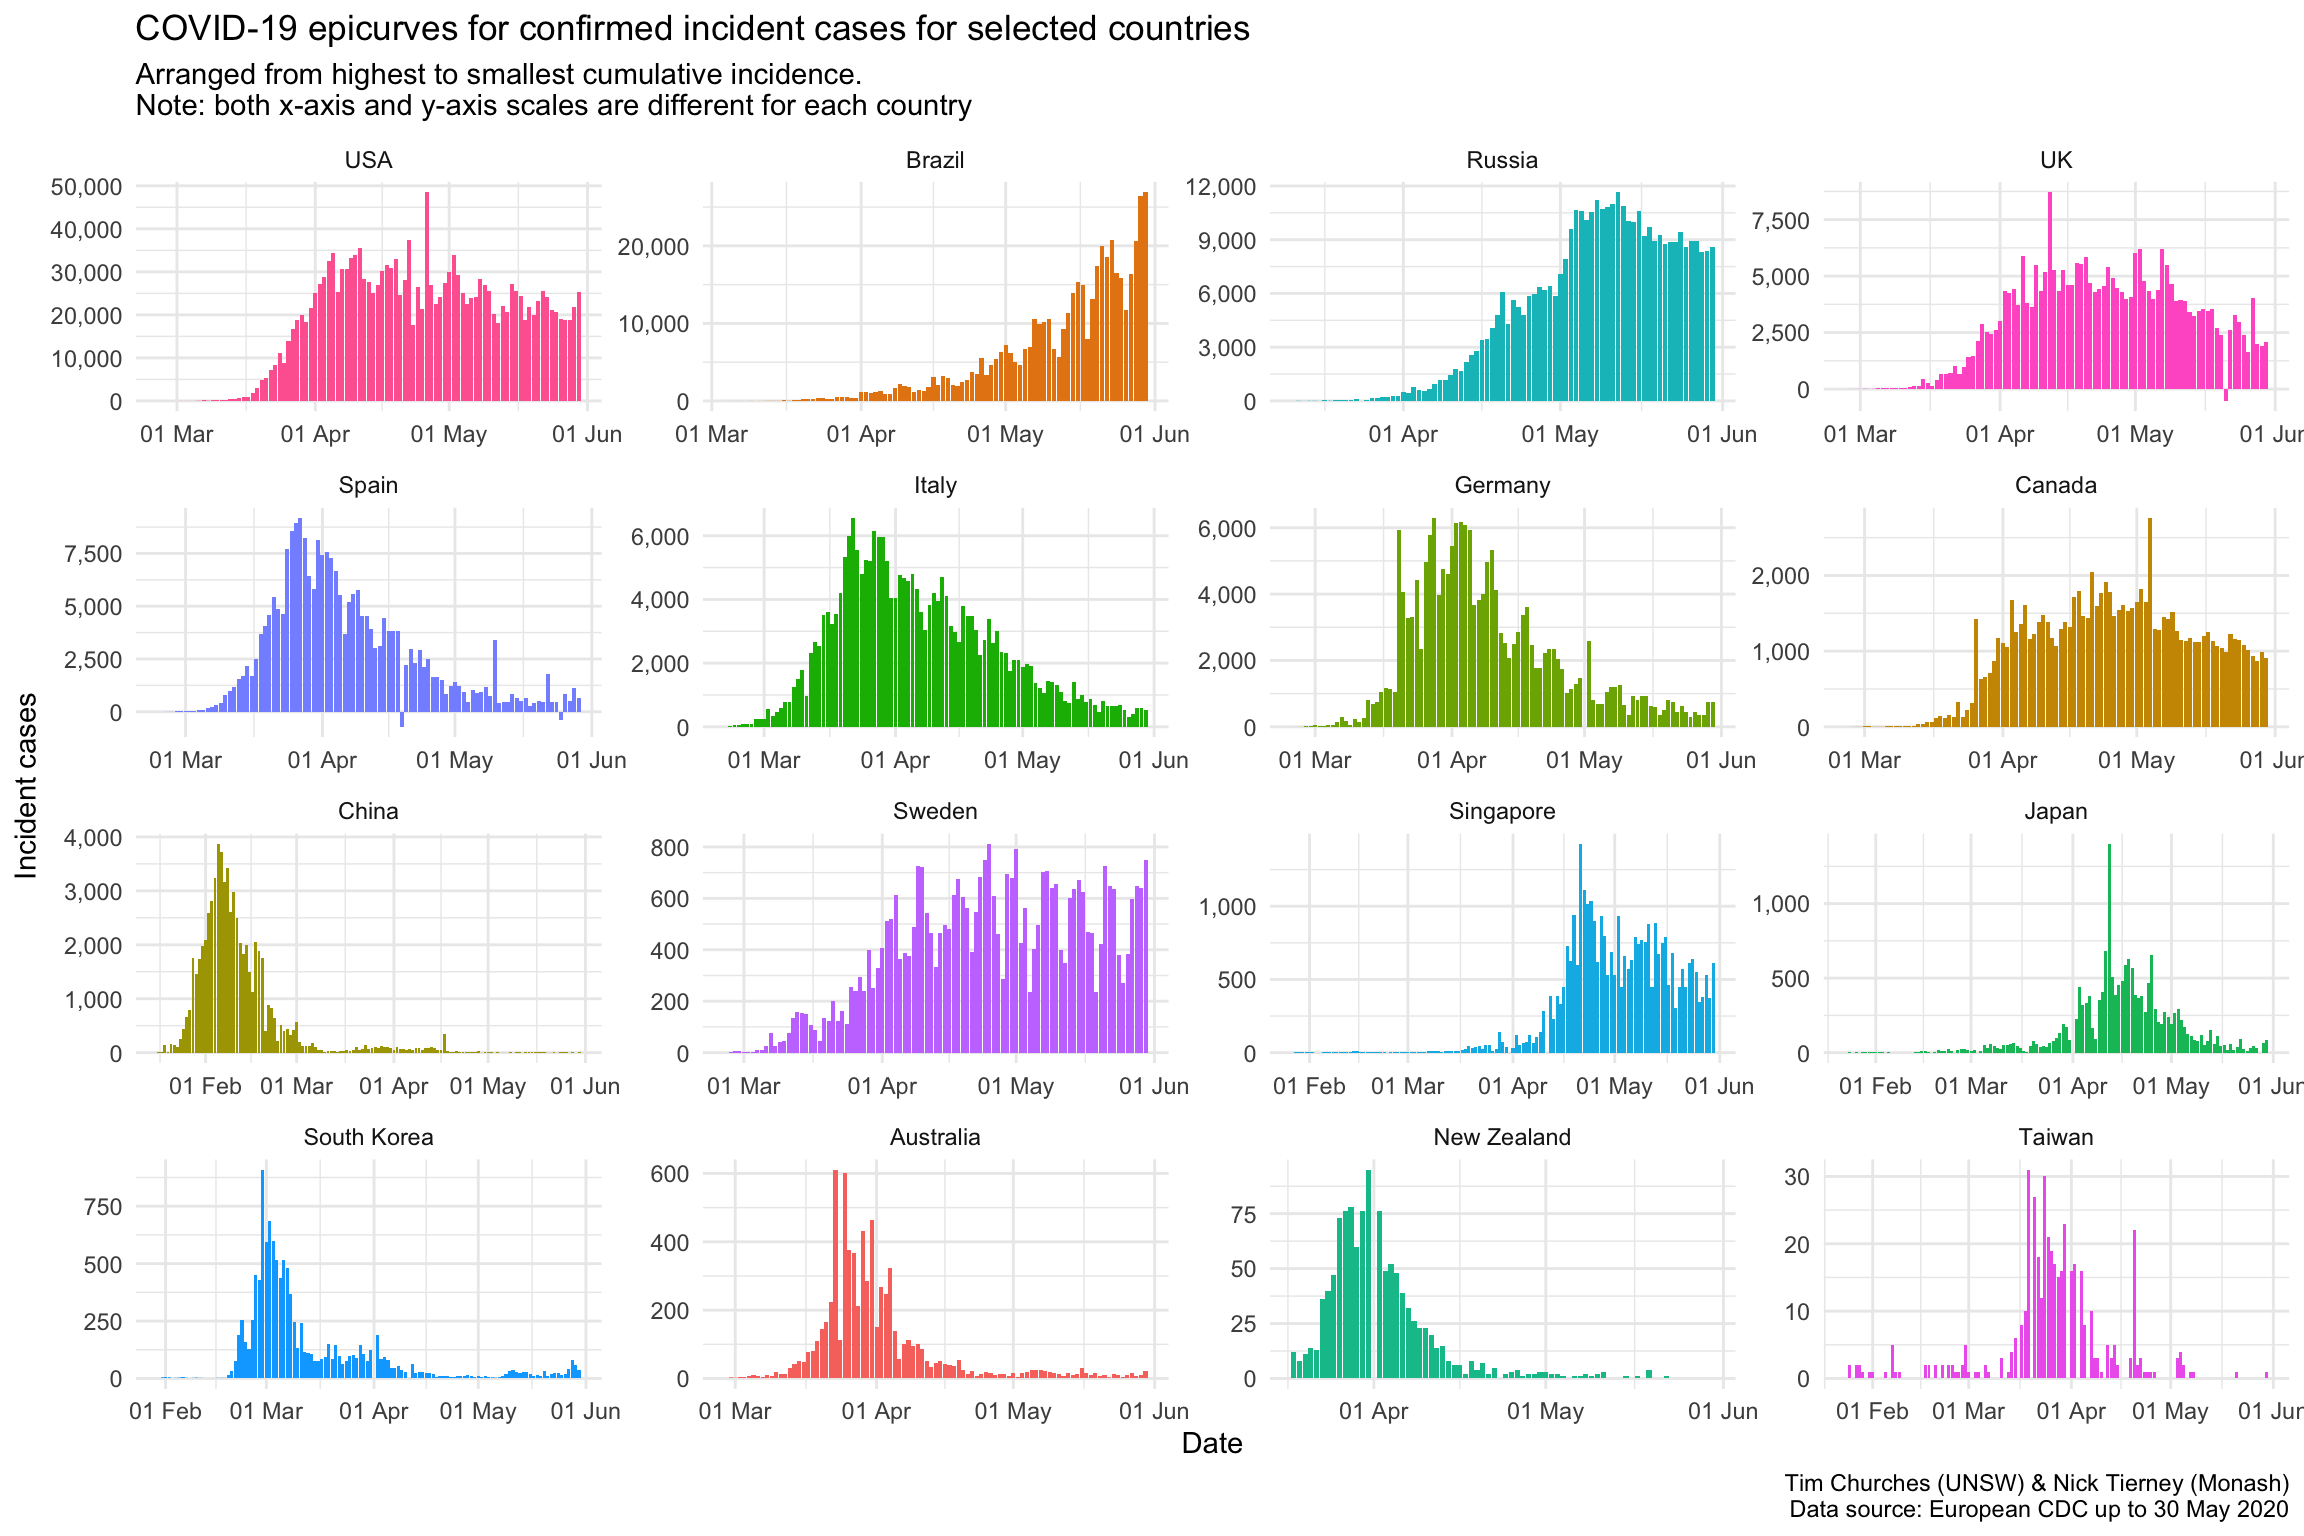 COVID-19 epicurves for confirmed incident cases for selected countries
Arranged from highest to smallest cumulative incidence.
Note: both x-axis and y-axis scales are different for each country
USA
Brazil
Russia
UK
50,000
40,000
30,000
20,000
10,000
0
20,000
10,000
0
12,000
9,000
6,000
3,000
0
7,500
5,000
2,500
0
01 Mar 01 Apr 01 May 01 Jun
01 Mar 01 Apr 01 May 01 Jun
01 Apr 01 May 01 Jun
01 Mar 01 Apr 01 May 01 Jun
Spain
Italy
Germany
Canada
7,500
5,000
2,500
0
6,000
4,000
2,000
0
6,000
4,000
2,000
0
2,000
1,000
0
01 Mar 01 Apr 01 May 01 Jun
01 Mar 01 Apr 01 May 01 Jun
01 Mar 01 Apr 01 May 01 Jun
01 Mar 01 Apr 01 May 01 Jun
Incident cases
China
Sweden
Singapore
Japan
4,000
3,000
2,000
1,000
0
800
600
400
200
0
1,000
500
0
1,000
500
0
01 Feb 01 Mar 01 Apr 01 May 01 Jun
01 Mar 01 Apr 01 May 01 Jun
01 Feb 01 Mar 01 Apr 01 May 01 Jun
01 Feb 01 Mar 01 Apr 01 May 01 Jun
South Korea
Australia
New Zealand
Taiwan
750
500
250
0
600
400
200
0
75
50
25
0
30
20
10
0
01 Feb 01 Mar 01 Apr 01 May 01 Jun
01 Mar 01 Apr 01 May 01 Jun
01 Apr 01 May 01 Jun
01 Feb 01 Mar 01 Apr 01 May 01 Jun
Date
Tim Churches (UNSW) & Nick Tierney (Monash)
Data source: European CDC up to 30 May 2020